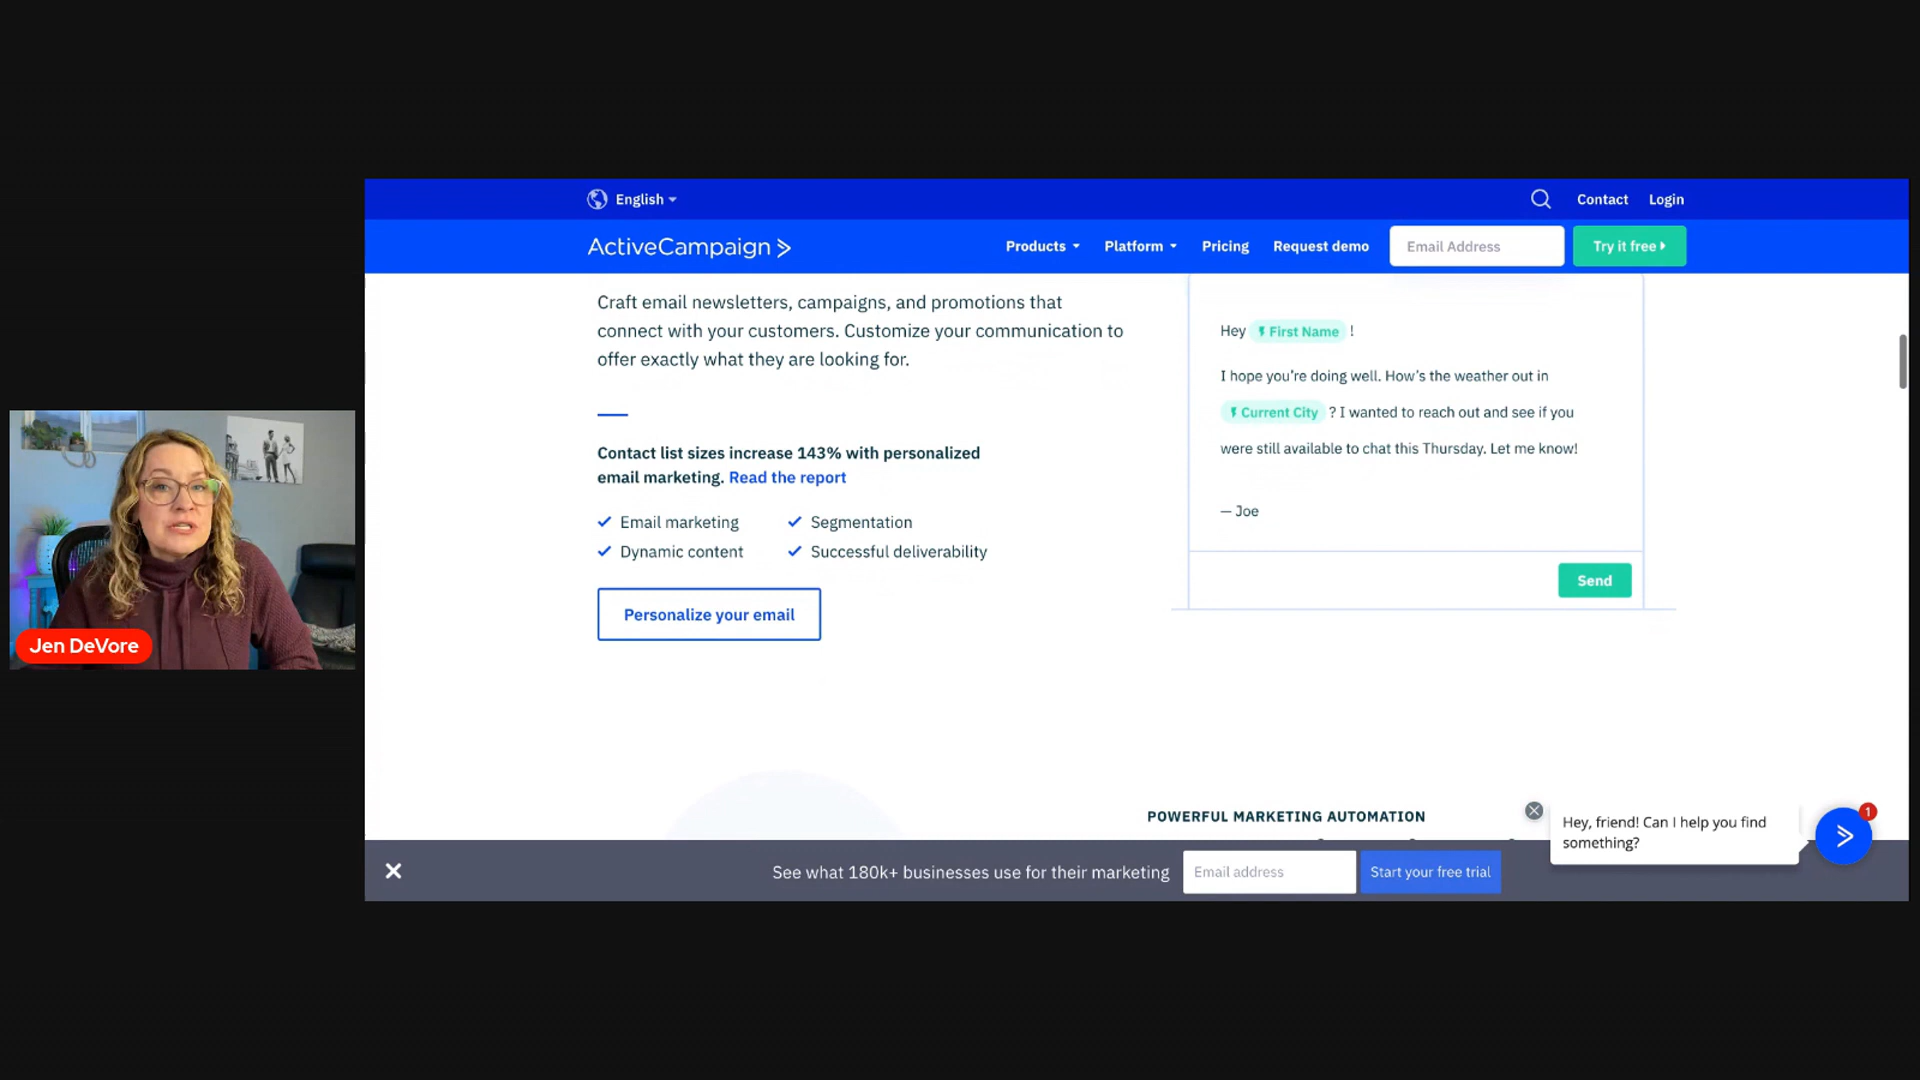 English
Contact
Login
ActiveCampaign >
Products
Platform
Pricing
Request demo
Email Address
Try it free
Craft email newsletters, campaigns, and promotions that
connect with your customers. Customize your communication to
offer exactly what they are looking for.
Contact list sizes increase 143% with personalized
email marketing. Read the report
Email marketing
Segmentation
Dynamic content
Successful deliverability
Personalize your email
Hey First Name !
I hope you're doing well. How's the weather out in
Current City ? I wanted to reach out and see if you
were still available to chat this Thursday. Let me know!
— Joe
Send
Jen DeVore
POWERFUL MARKETING AUTOMATION
Hey, friend! Can I help you find
something?
1
See what 180k+ businesses use for their marketing
Email address
Start your free trial